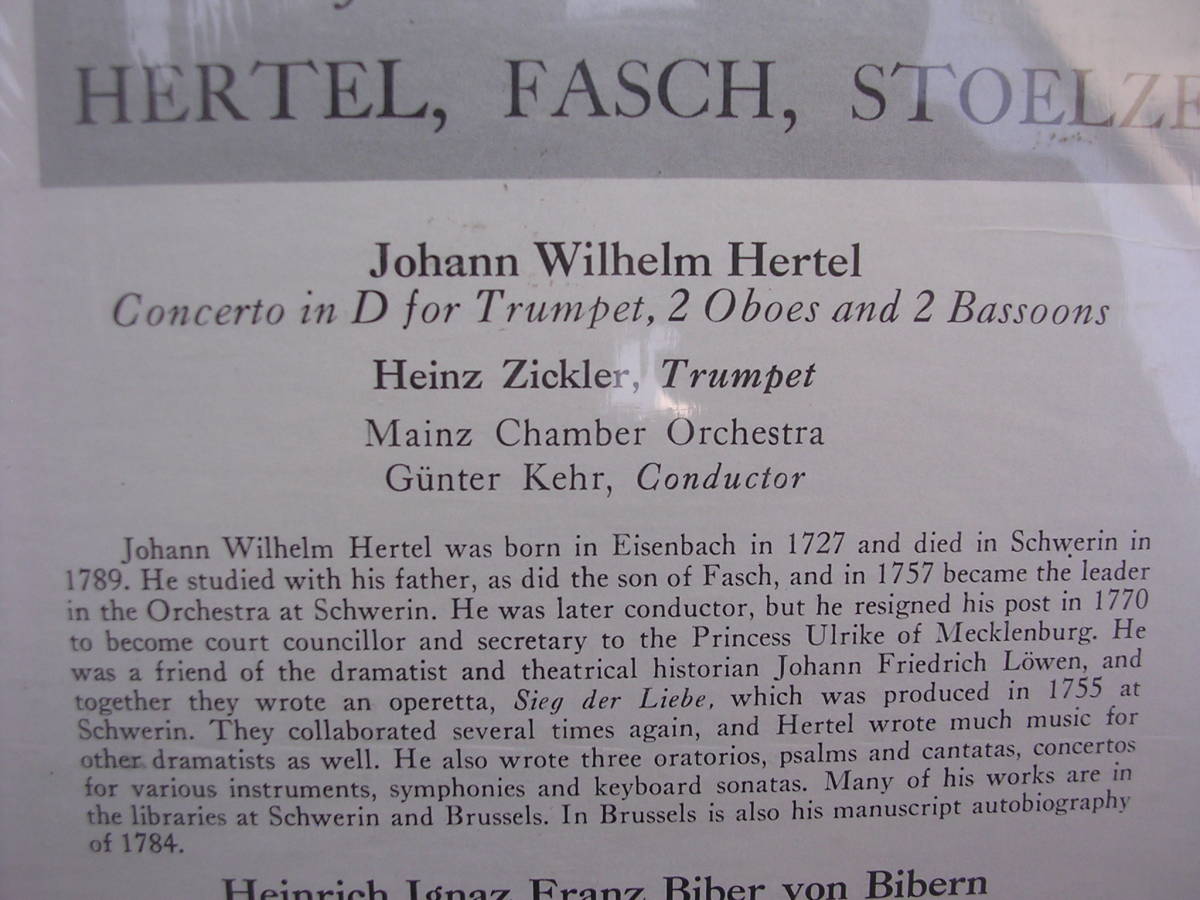 HERTEL, FASCH, STOELZE
Johann Wilhelm Hertel
Concerto in D for Trumpet, 2 Oboes and 2 Bassoons
Heinz Zickler, Trumpet
Mainz Chamber Orchestra
Günter Kehr, Conductor
Johann Wilhelm Hertel was born in Eisenbach in 1727 and died in Schwerin in
1789. He studied with his father, as did the son of Fasch, and in 1757 became the leader
in the Orchestra at Schwerin. He was later conductor, but he resigned his post in 1770
to become court councillor and secretary to the Princess Ulrike of Mecklenburg. He
was a friend of the dramatist and theatrical historian Johann Friedrich Löwen, and
together they wrote an operetta, Sieg der Liebe, which was produced in 1755 at
Schwerin. They collaborated several times again, and Hertel wrote much music for
other dramatists as well. He also wrote three oratorios, psalms and cantatas, concertos
for various instruments, symphonies and keyboard sonatas. Many of his works are in
the libraries at Schwerin and Brussels. In Brussels is also his manuscript autobiography
of 1784.
Heinrich Ignaz Franz Biber von Bibern